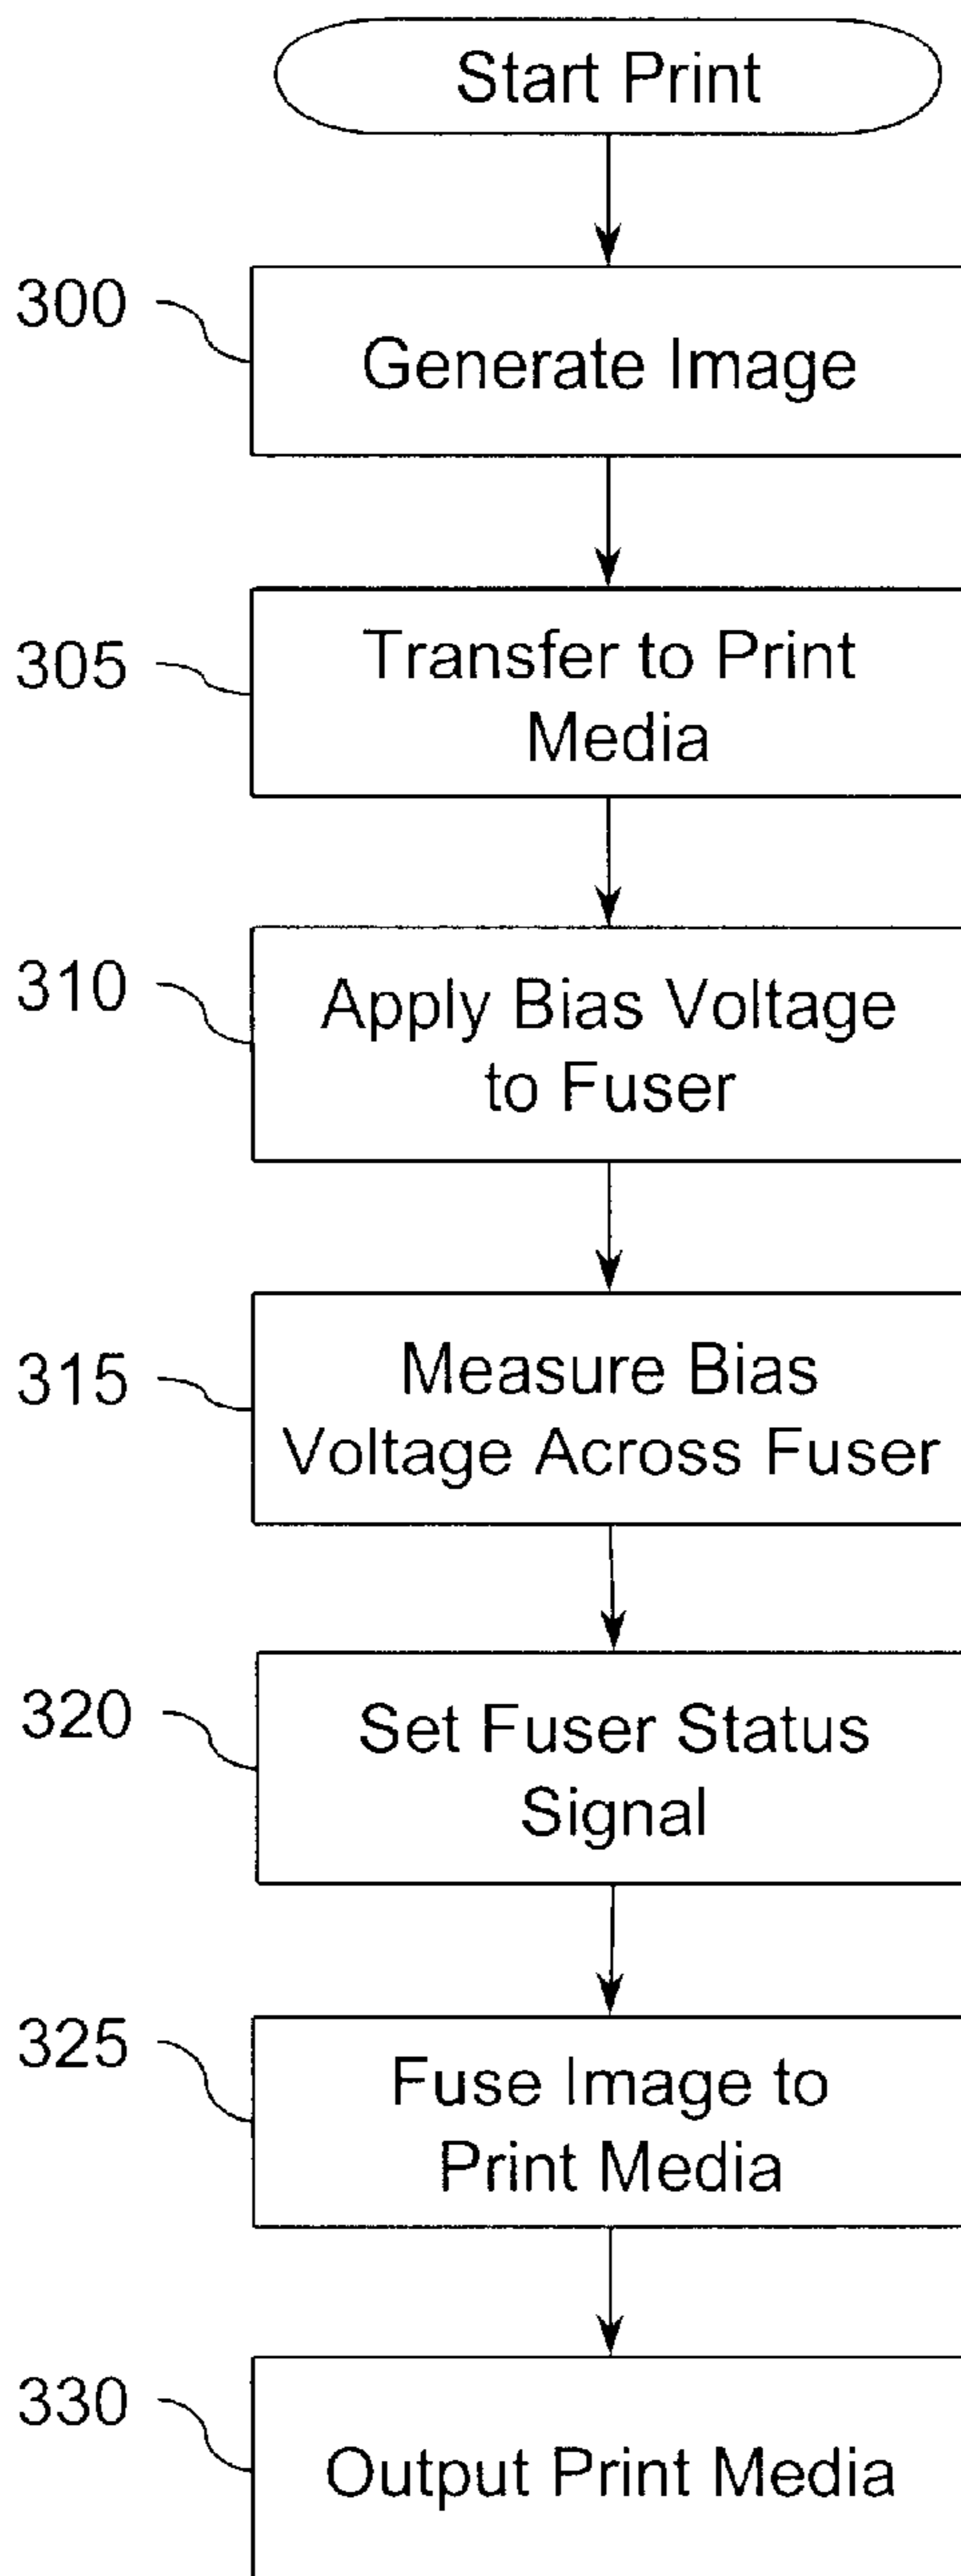 Start Print
300
Generate Image
305
Transfer to Print
Media
310
Apply Bias Voltage
to Fuser
315
Measure Bias
Voltage Across Fuser
320
Set Fuser Status
Signal
325
Fuse Image to
Print Media
330
Output Print Media